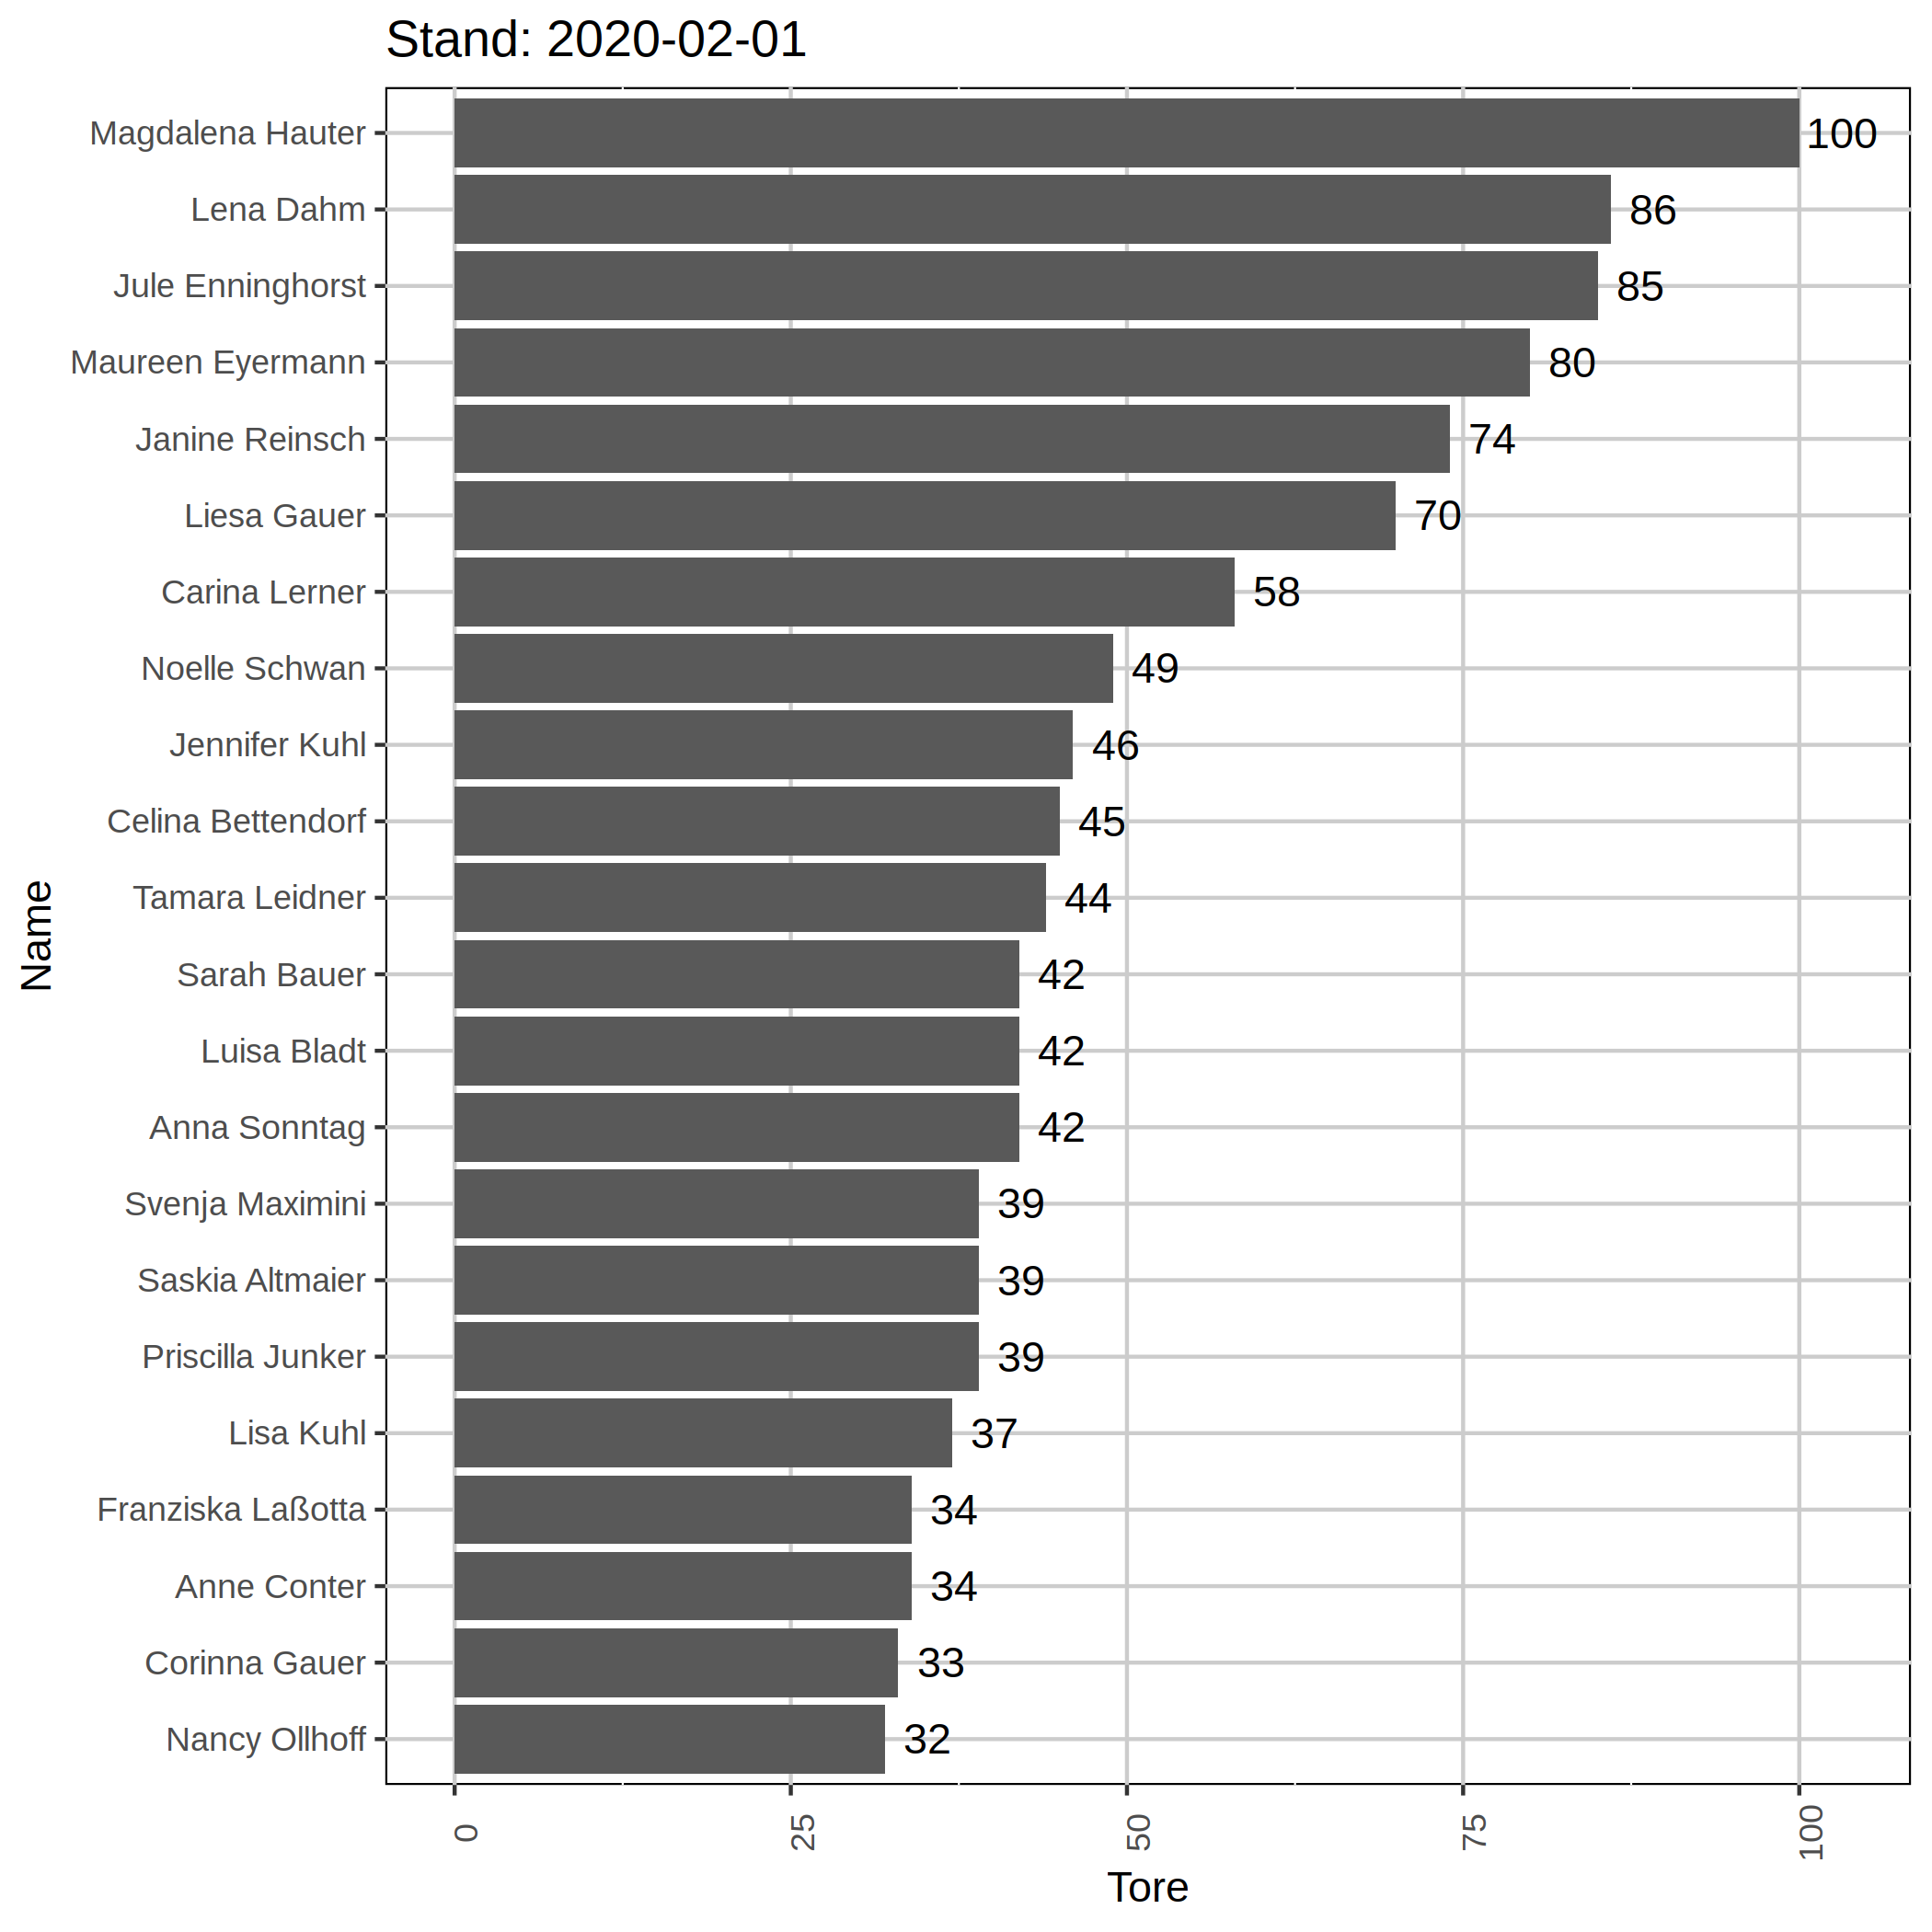 Stand: 2020-02-01
Magdalena Hauter 100
Lena Dahm 86
Jule Enninghorst 85
Maureen Eyermann 80
Janine Reinsch 74
Liesa Gauer 70
Carina Lerner 58
Noelle Schwan 49
Jennifer Kuhl 46
Celina Bettendorf 45
Tamara Leidner 44
Sarah Bauer 42
Luisa Bladt 42
Anna Sonntag 42
Svenja Maximini 39
Saskia Altmaier 39
Priscilla Junker 39
Lisa Kuhl 37
Franziska Laßotta 34
Anne Conter 34
Corinna Gauer 33
Nancy Ollhoff 32
Name
0 25 50 75 100
Tore